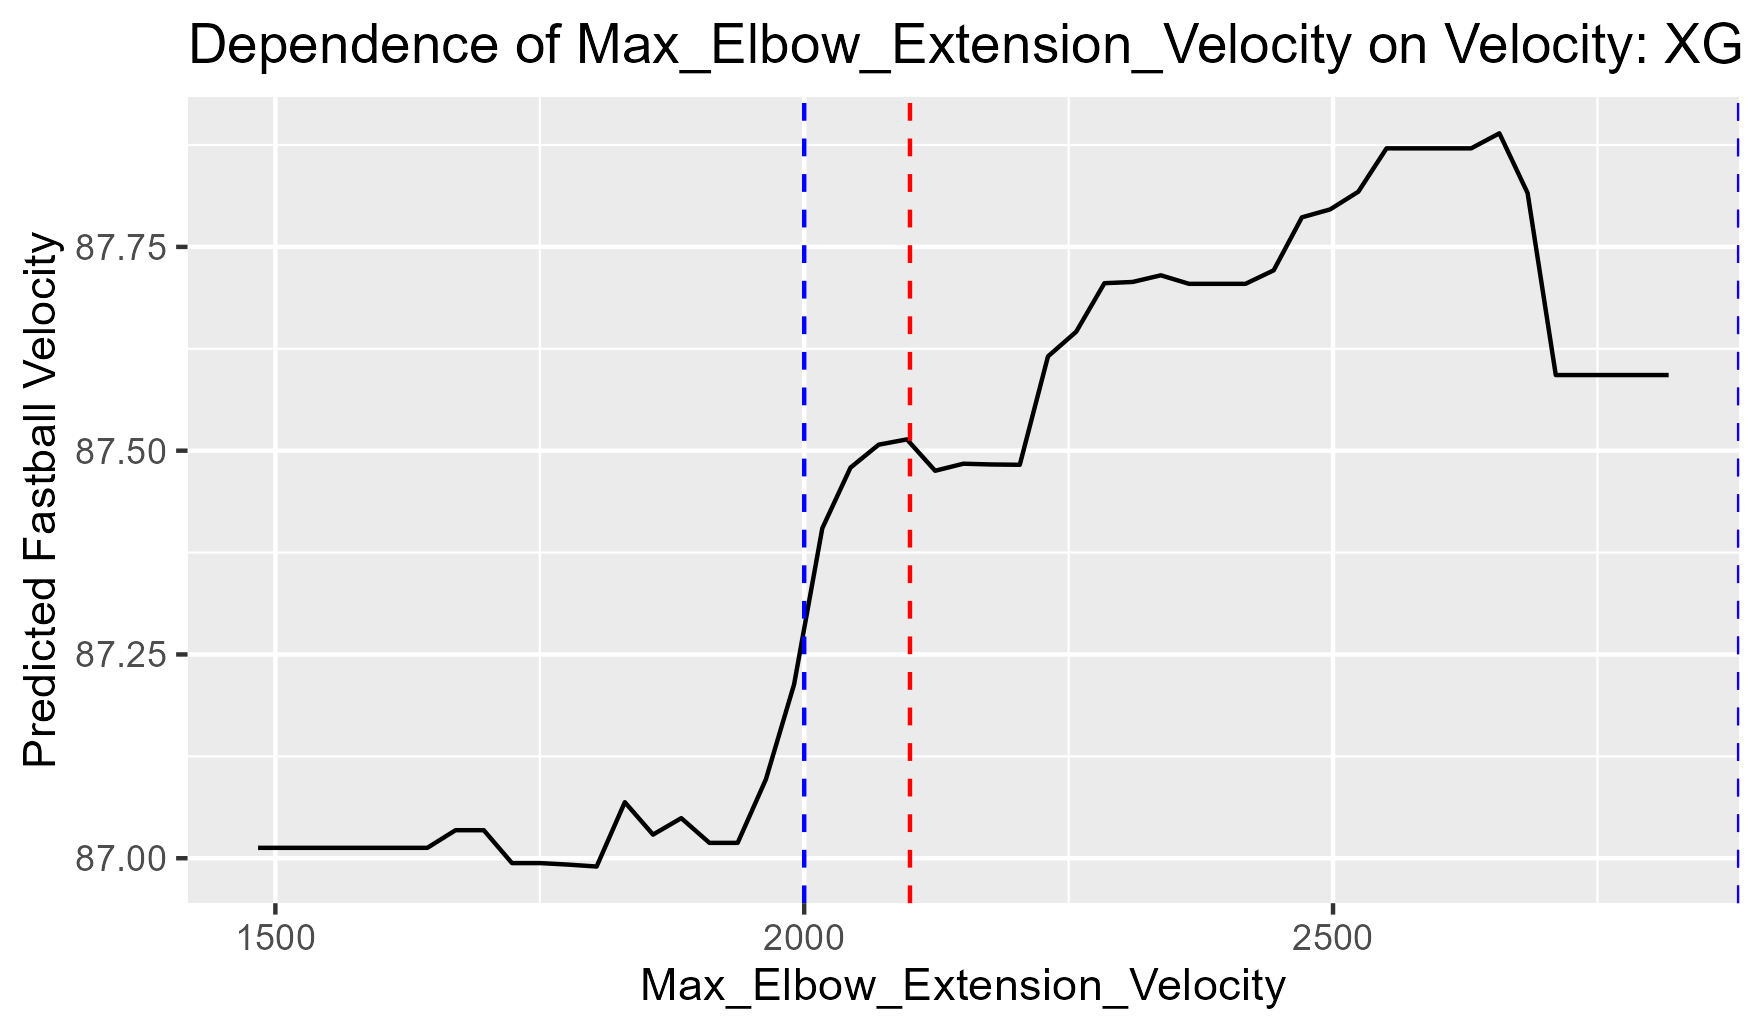 Dependence of Max_Elbow_Extension_Velocity on Velocity: XG
Predicted Fastball Velocity
87.75
87.50
87.25
87.00
1500 2000 2500
Max_Elbow_Extension_Velocity